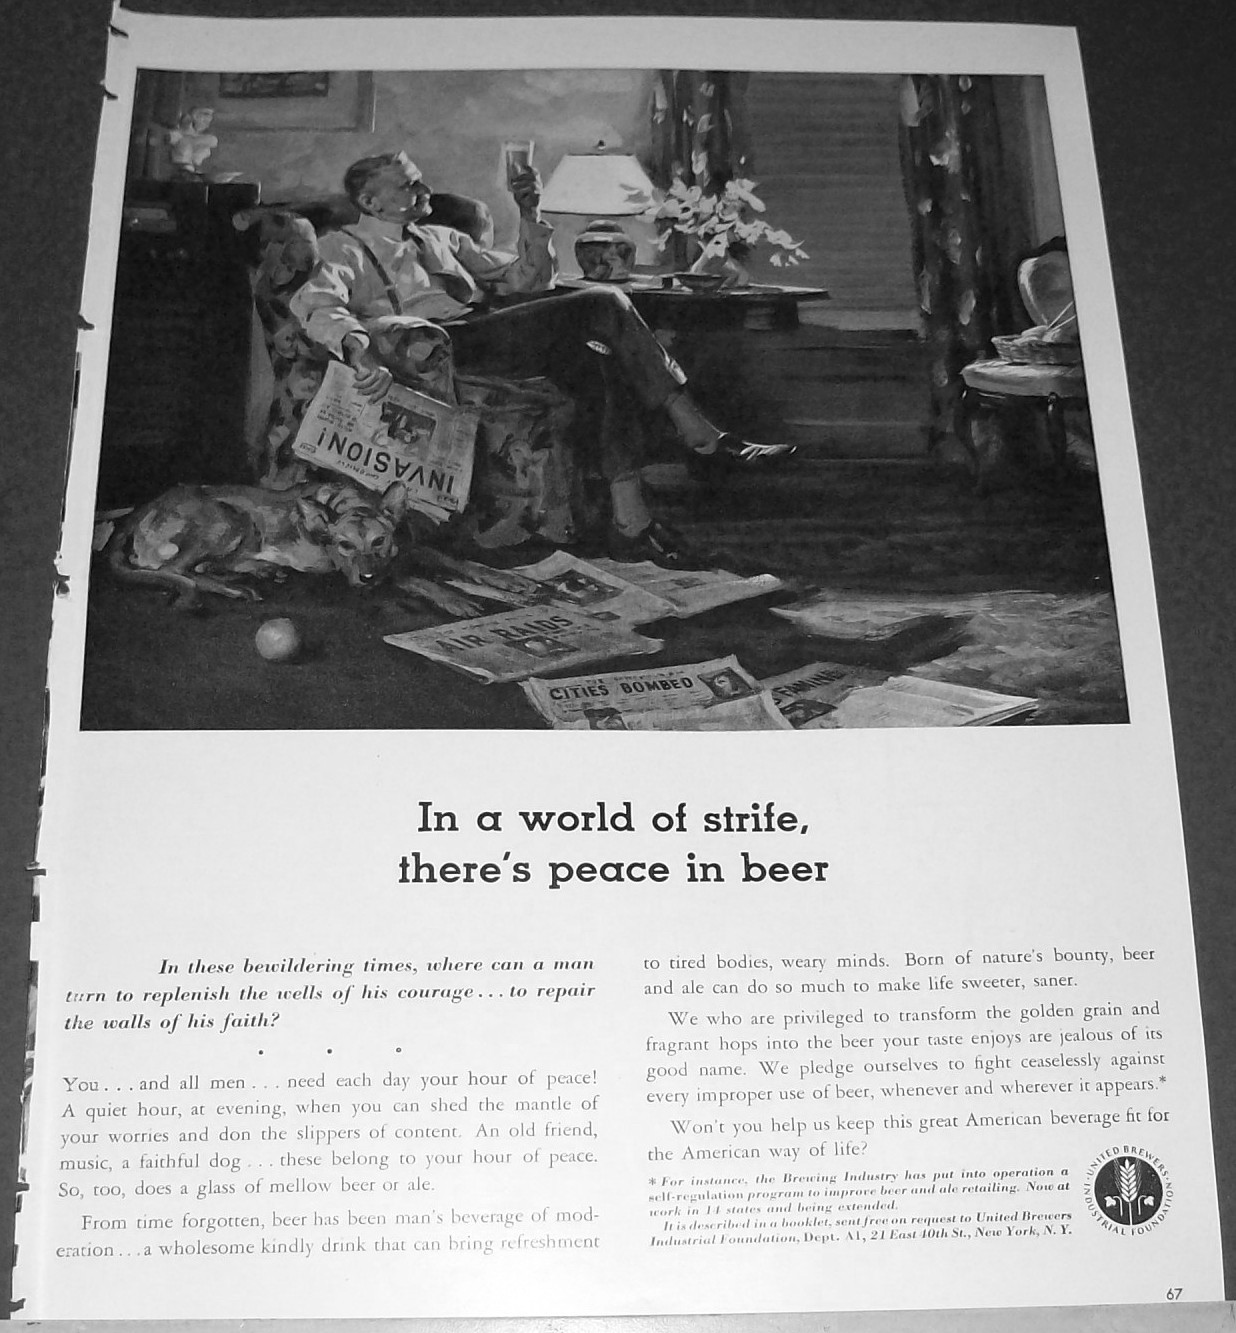 INVASION!
AIR RAIDS
CITIES BOMBED
FAMINE
In a world of strife,
there's peace in beer
In these bewildering times, where can a man
turn to replenish the wells of his courage... to repair
the walls of his faith?
You...and all men...need each day your hour of peace!
A quiet hour, at evening, when you can shed the mantle of
your worries and don the slippers of content. An old friend,
music, a faithful dog...these belong to your hour of peace.
So, too, does a glass of mellow beer or ale.
From time forgotten, beer has been man's beverage of mod-
eration...a wholesome kindly drink that can bring refreshment
to tired bodies, weary minds. Born of nature's bounty, beer
and ale can do so much to make life sweeter, saner.
We who are privileged to transform the golden grain and
fragrant hops into the beer your taste enjoys are jealous of its
good name. We pledge ourselves to fight ceaselessly against
every improper use of beer, whenever and wherever it appears.*
Won't you help us keep this great American beverage fit for
the American way of life?
* For instance, the Brewing Industry has put into operation a
self-regulation program to improve beer and ale retailing. Now at
work in 14 states and being extended.
It is described in a booklet, sent free on request to United Brewers
Industrial Foundation, Dept. A1, 21 East 40th St., New York, N. Y.
UNITED BREWERS INDUSTRIAL FOUNDATION
67